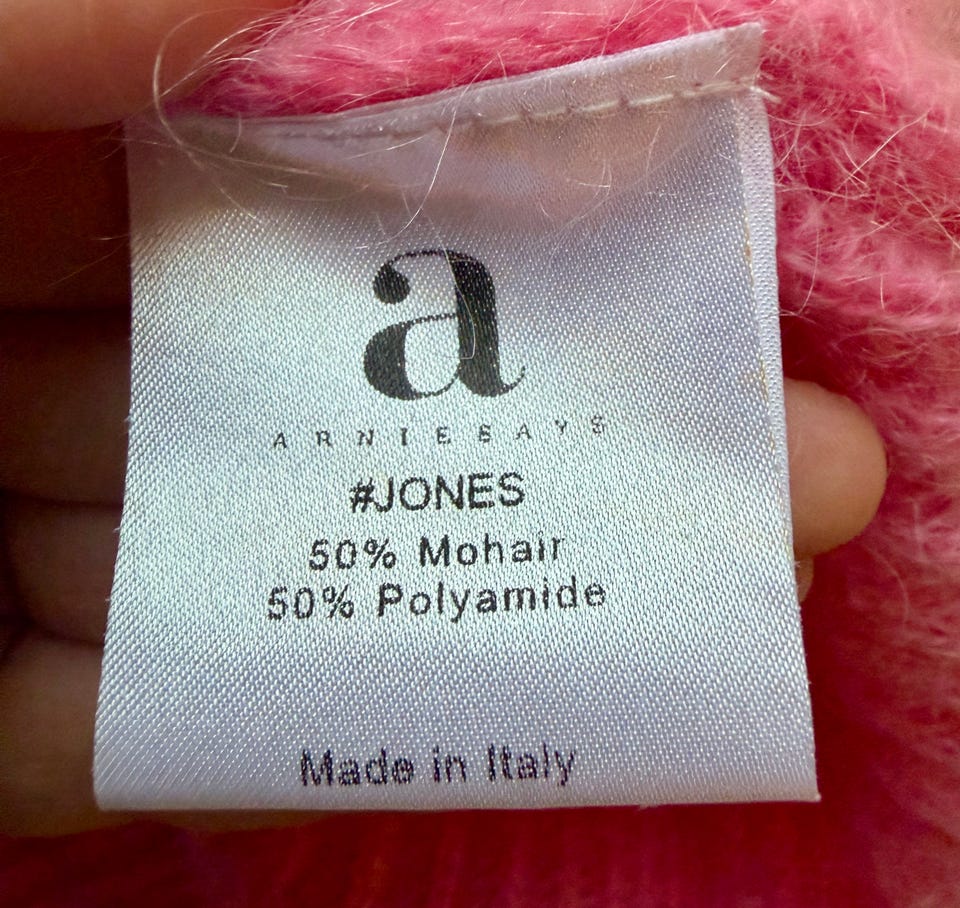 a
ARNIESAYS
#JONES
50% Mohair
50% Polyamide
Made in Italy